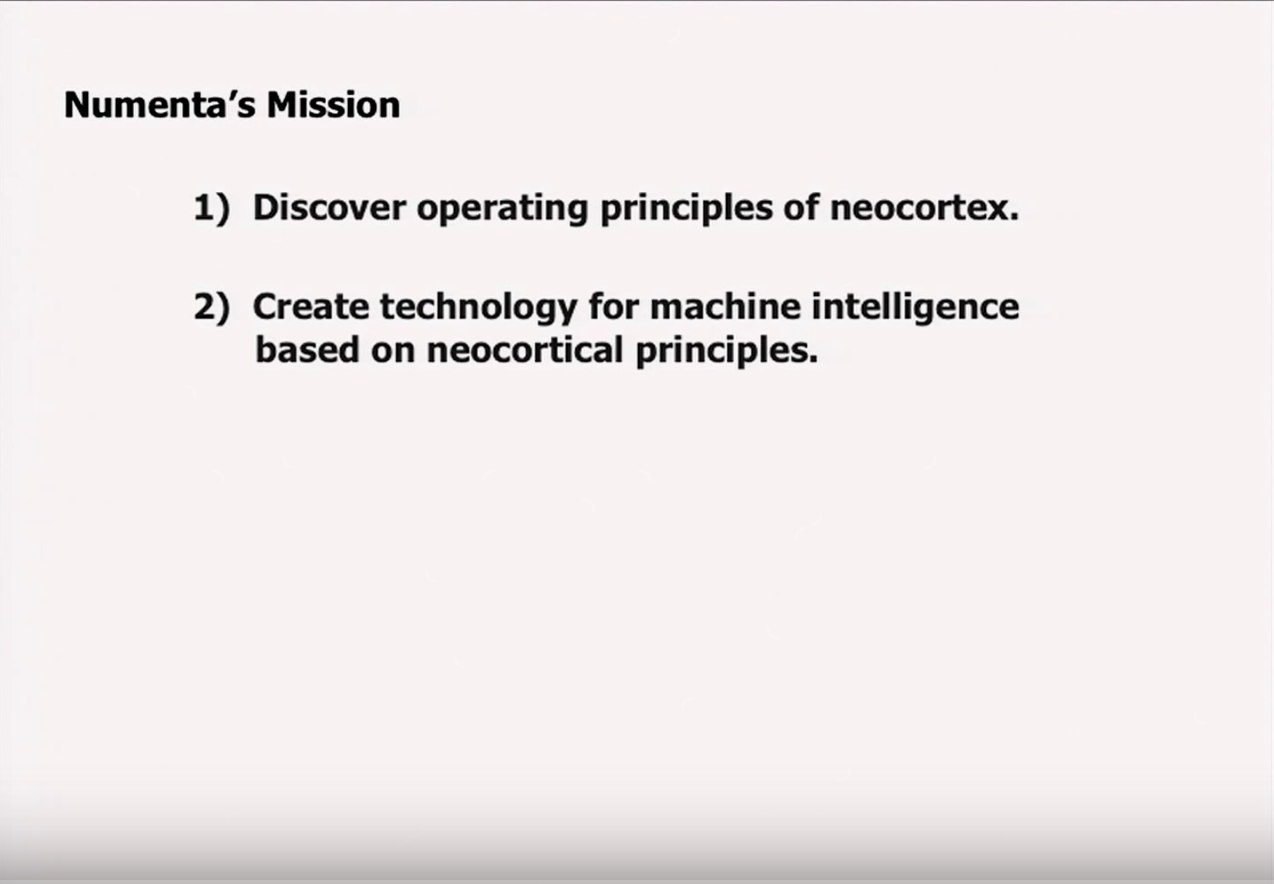 Numenta’s Mission
1) Discover operating principles of neocortex.
2) Create technology for machine intelligence
based on neocortical principles.